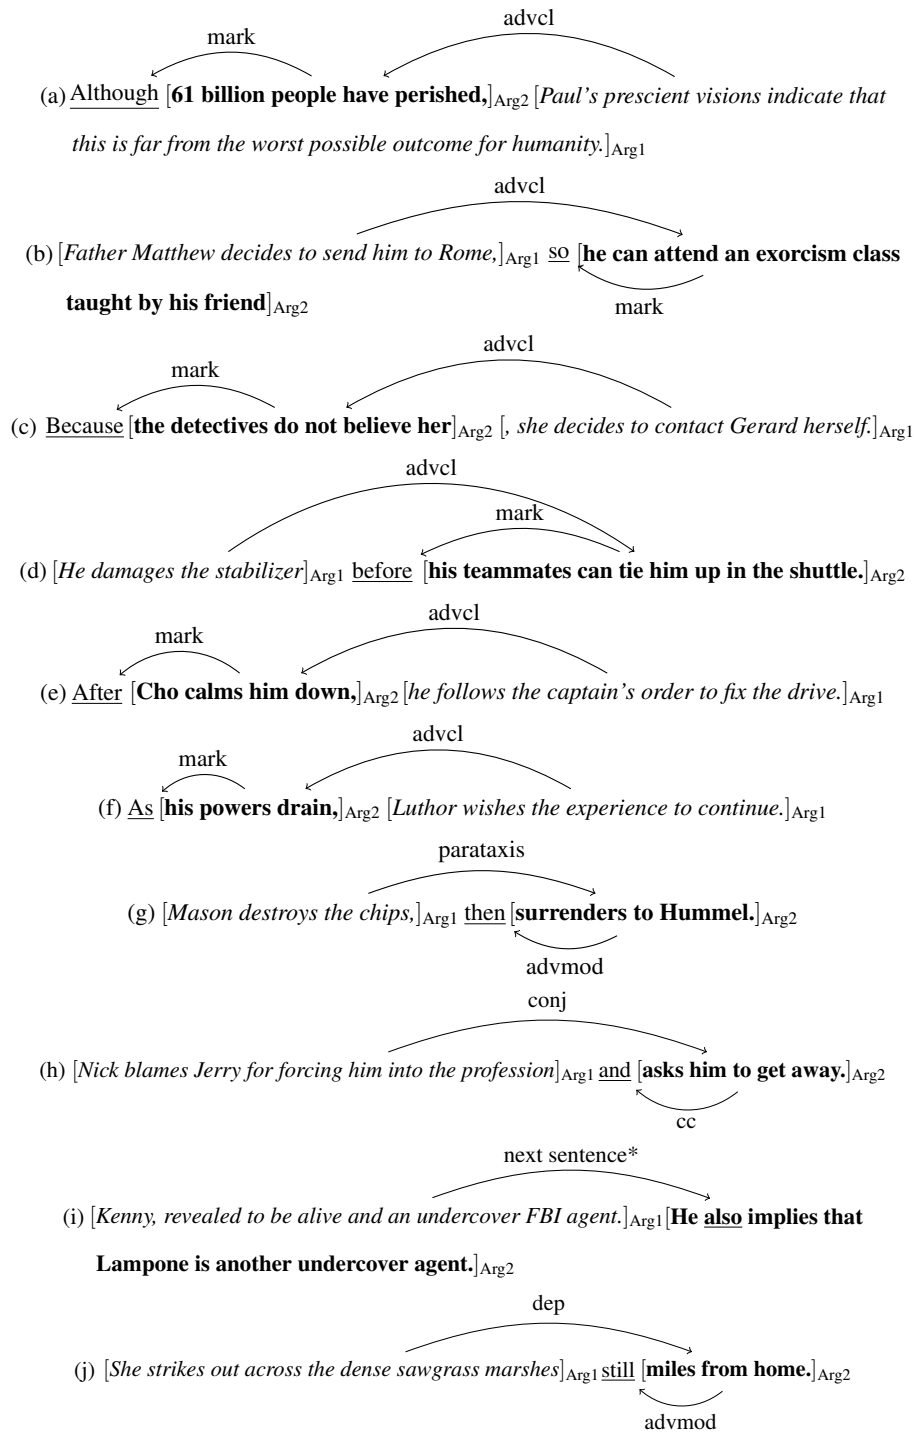 mark advcl
(a) Although [61 billion people have perished,]Arg2 [Paul's prescient visions indicate that
this is far from the worst possible outcome for humanity.]Arg1
advcl
(b) [Father Matthew decides to send him to Rome,]Arg1 so [he can attend an exorcism class
taught by his friend]Arg2
mark
mark advcl
(c) Because [the detectives do not believe her]Arg2 [, she decides to contact Gerard herself.]Arg1
advcl
mark
(d) [He damages the stabilizer]Arg1 before [his teammates can tie him up in the shuttle.]Arg2
mark advcl
(e) After [Cho calms him down,]Arg2 [he follows the captain's order to fix the drive.]Arg1
mark advcl
(f) As [his powers drain,]Arg2 [Luthor wishes the experience to continue.]Arg1
parataxis
(g) [Mason destroys the chips,]Arg1 then [surrenders to Hummel.]Arg2
advmod
conj
(h) [Nick blames Jerry for forcing him into the profession]Arg1 and [asks him to get away.]Arg2
cc
next sentence*
(i) [Kenny, revealed to be alive and an undercover FBI agent.]Arg1[He also implies that
Lampone is another undercover agent.]Arg2
dep
(j) [She strikes out across the dense sawgrass marshes]Arg1 still [miles from home.]Arg2
advmod